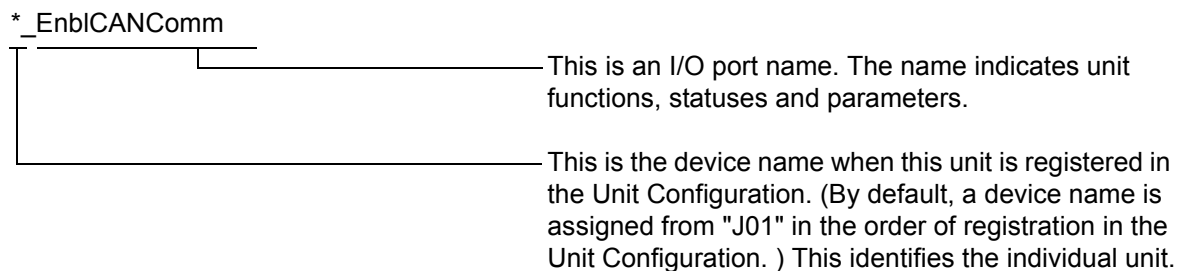 *_EnblCANComm
This is an I/O port name. The name indicates unit
functions, statuses and parameters.
This is the device name when this unit is registered in
the Unit Configuration. (By default, a device name is
assigned from "J01" in the order of registration in the
Unit Configuration. ) This identifies the individual unit.